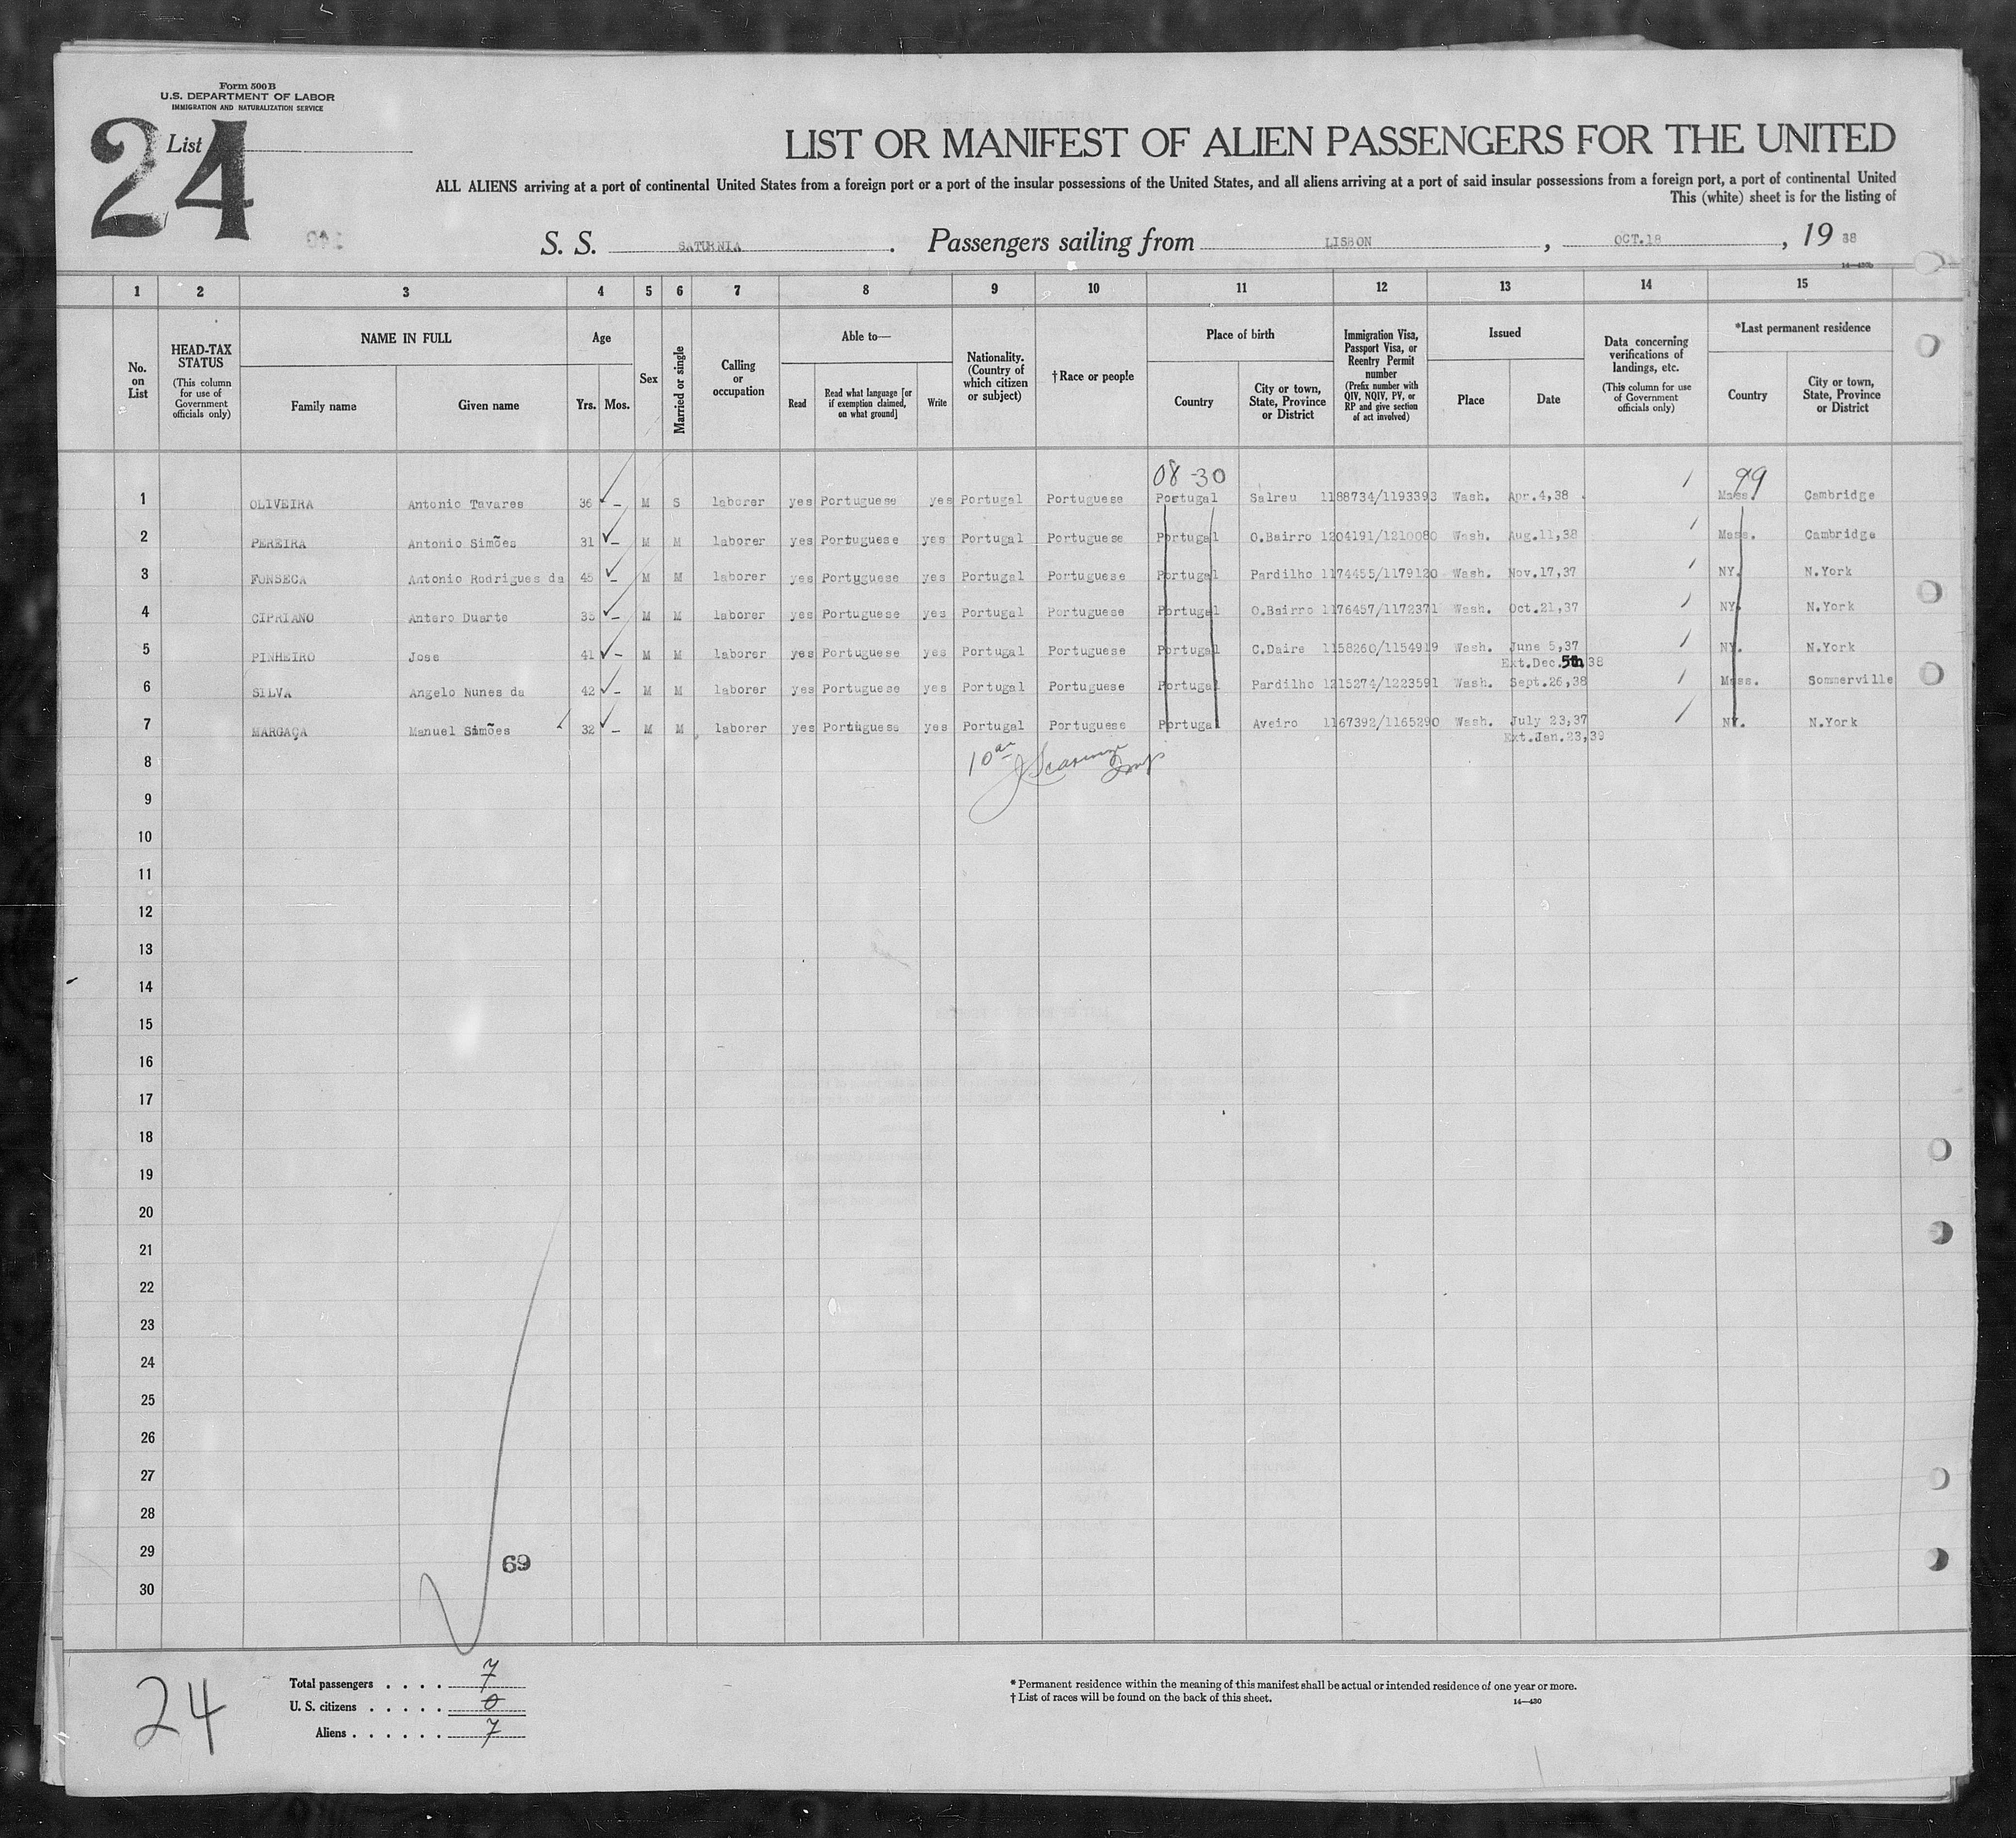 Form 500 B
U.S. DEPARTMENT OF LABOR
IMMIGRATION AND NATURALIZATION SERVICE
List 24
LIST OR MANIFEST OF ALIEN PASSENGERS FOR THE UNITED
ALL ALIENS arriving at a port of continental United States from a foreign port or a port of the insular possessions of the United States, and all aliens arriving at a port of said insular possessions from a foreign port, a port of continental United
This (white) sheet is for the listing of
S. S. SATURNIA. Passengers sailing from LISBON, OCT.18, 1938
14—430b
1 2 3 4 5 6 7 8 9 10 11 12 13 14 15
No. on List
HEAD-TAX STATUS (This column for use of Government officials only)
NAME IN FULL Family name Given name
Age Yrs. Mos.
Sex
Married or single
Calling or occupation
Able to— Read Read what language [or if exemption claimed, on what ground] Write
Nationality. (Country of which citizen or subject)
†Race or people
Place of birth Country City or town, State, Province or District
Immigration Visa, Passport Visa, or Reentry Permit number (Prefix number with QIV, NQIV, PV, or RP and give section of act involved)
Issued Place Date
Data concerning verifications of landings, etc. (This column for use of Government officials only)
*Last permanent residence Country City or town, State, Province or District
08-30 99
1 OLIVEIRA Antonio Tavares 36 – M S laborer yes Portuguese yes Portugal Portuguese Portugal Salreu 1188734/1193393 Wash. Apr.4,38 Mass. Cambridge
2 PEREIRA Antonio Simões 31 – M M laborer yes Portuguese yes Portugal Portuguese Portugal O.Bairro 1204191/1210080 Wash. Aug.11,38 Mass. Cambridge
3 FONSECA Antonio Rodrigues da 45 – M M laborer yes Portuguese yes Portugal Portuguese Portugal Pardilho 1174455/1179120 Wash. Nov.17,37 NY. N.York
4 CIPRIANO Antero Duarte 35 – M M laborer yes Portuguese yes Portugal Portuguese Portugal O.Bairro 1176457/1172371 Wash. Oct.21,37 NY. N.York
5 PINHEIRO Jose 41 – M M laborer yes Portuguese yes Portugal Portuguese Portugal C.Daire 1158260/1154919 Wash. June 5,37 NY. N.York
Ext.Dec.5th,38
6 SILVA Angelo Nunes da 42 – M M laborer yes Portuguese yes Portugal Portuguese Portugal Pardilho 1215274/1223591 Wash. Sept.26,38 Mass. Sommerville
7 MARGAÇA Manuel Simões 32 – M M laborer yes Portuguese yes Portugal Portuguese Portugal Aveiro 1167392/1165290 Wash. July 23,37 NY. N.York
Ext.Jan.23,39
8
9
10
11
12
13
14
15
16
17
18
19
20
21
22
23
24
25
26
27
28
29
69
30
24
Total passengers . . . . 7
U. S. citizens . . . . . 0
Aliens . . . . . . 7
* Permanent residence within the meaning of this manifest shall be actual or intended residence of one year or more.
† List of races will be found on the back of this sheet.
14—430